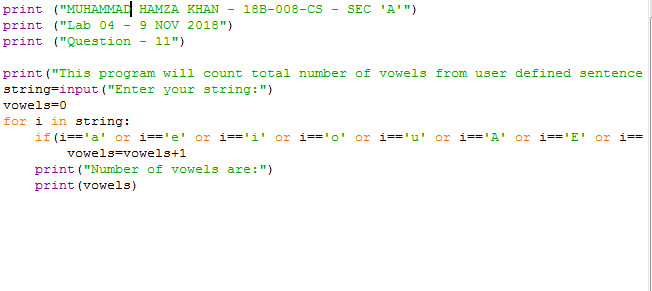 print ("MUHAMMAD HAMZA KHAN - 18B-008-CS - SEC 'A'")
print ("Lab 04 - 9 NOV 2018")
print ("Question - 11")

print("This program will count total number of vowels from user defined sentence
string=input("Enter your string:")
vowels=0
for i in string:
    if(i=='a' or i=='e' or i=='i' or i=='o' or i=='u' or i=='A' or i=='E' or i==
        vowels=vowels+1
    print("Number of vowels are:")
    print(vowels)